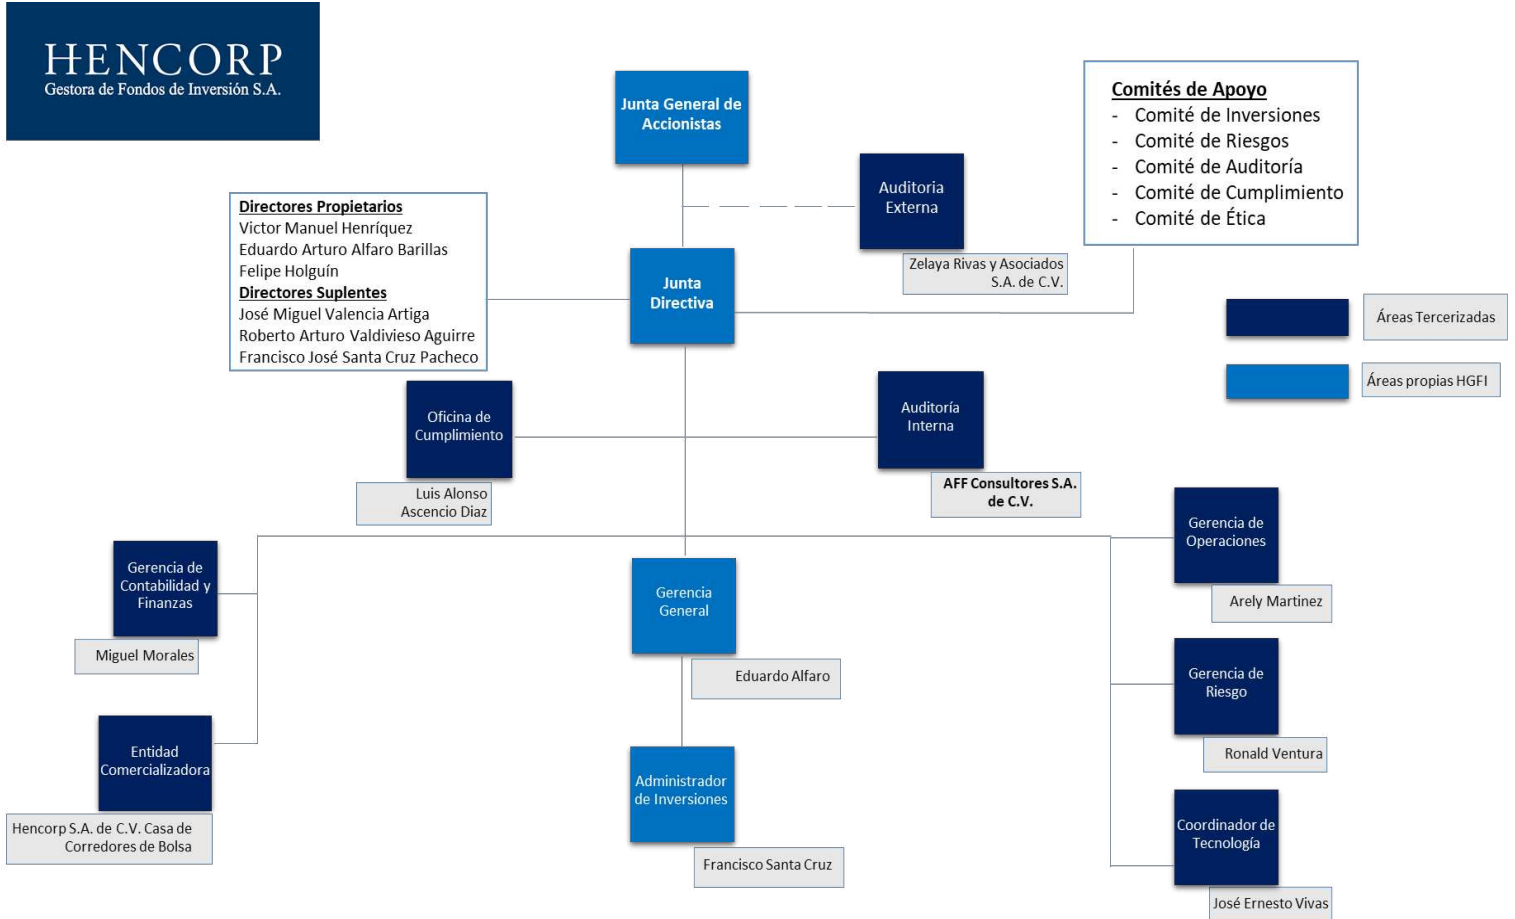 HENCORP
Gestora de Fondos de Inversión S.A.
Junta General de
Accionistas
Comités de Apoyo
- Comité de Inversiones
- Comité de Riesgos
- Comité de Auditoría
- Comité de Cumplimiento
- Comité de Ética
Auditoria
Externa
Zelaya Rivas y Asociados
S.A. de C.V.
Directores Propietarios
Victor Manuel Henríquez
Eduardo Arturo Alfaro Barillas
Felipe Holguín
Directores Suplentes
José Miguel Valencia Artiga
Roberto Arturo Valdivieso Aguirre
Francisco José Santa Cruz Pacheco
Junta
Directiva
Áreas Tercerizadas
Áreas propias HGFI
Oficina de
Cumplimiento
Luis Alonso
Ascencio Diaz
Auditoría
Interna
AFF Consultores S.A.
de C.V.
Gerencia de
Contabilidad y
Finanzas
Miguel Morales
Gerencia
General
Eduardo Alfaro
Gerencia de
Operaciones
Arely Martinez
Gerencia de
Riesgo
Ronald Ventura
Entidad
Comercializadora
Hencorp S.A. de C.V. Casa de
Corredores de Bolsa
Administrador
de Inversiones
Francisco Santa Cruz
Coordinador de
Tecnología
José Ernesto Vivas